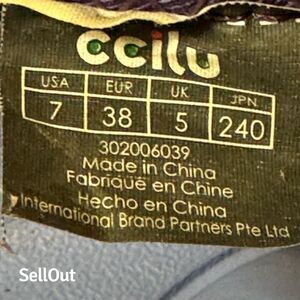 ccilu
USA EUR UK JPN
7 38 5 240
302006039
Made in China
Fabriqué en Chine
Hecho en China
International Brand Partners Pte Ltd
SellOut